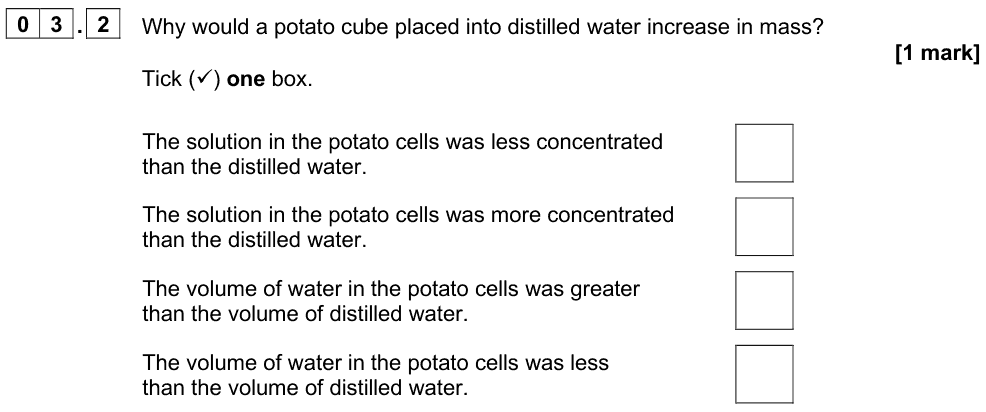 03.2 Why would a potato cube placed into distilled water increase in mass?
[1 mark]
Tick (✓) one box.
The solution in the potato cells was less concentrated
than the distilled water.
The solution in the potato cells was more concentrated
than the distilled water.
The volume of water in the potato cells was greater
than the volume of distilled water.
The volume of water in the potato cells was less
than the volume of distilled water.